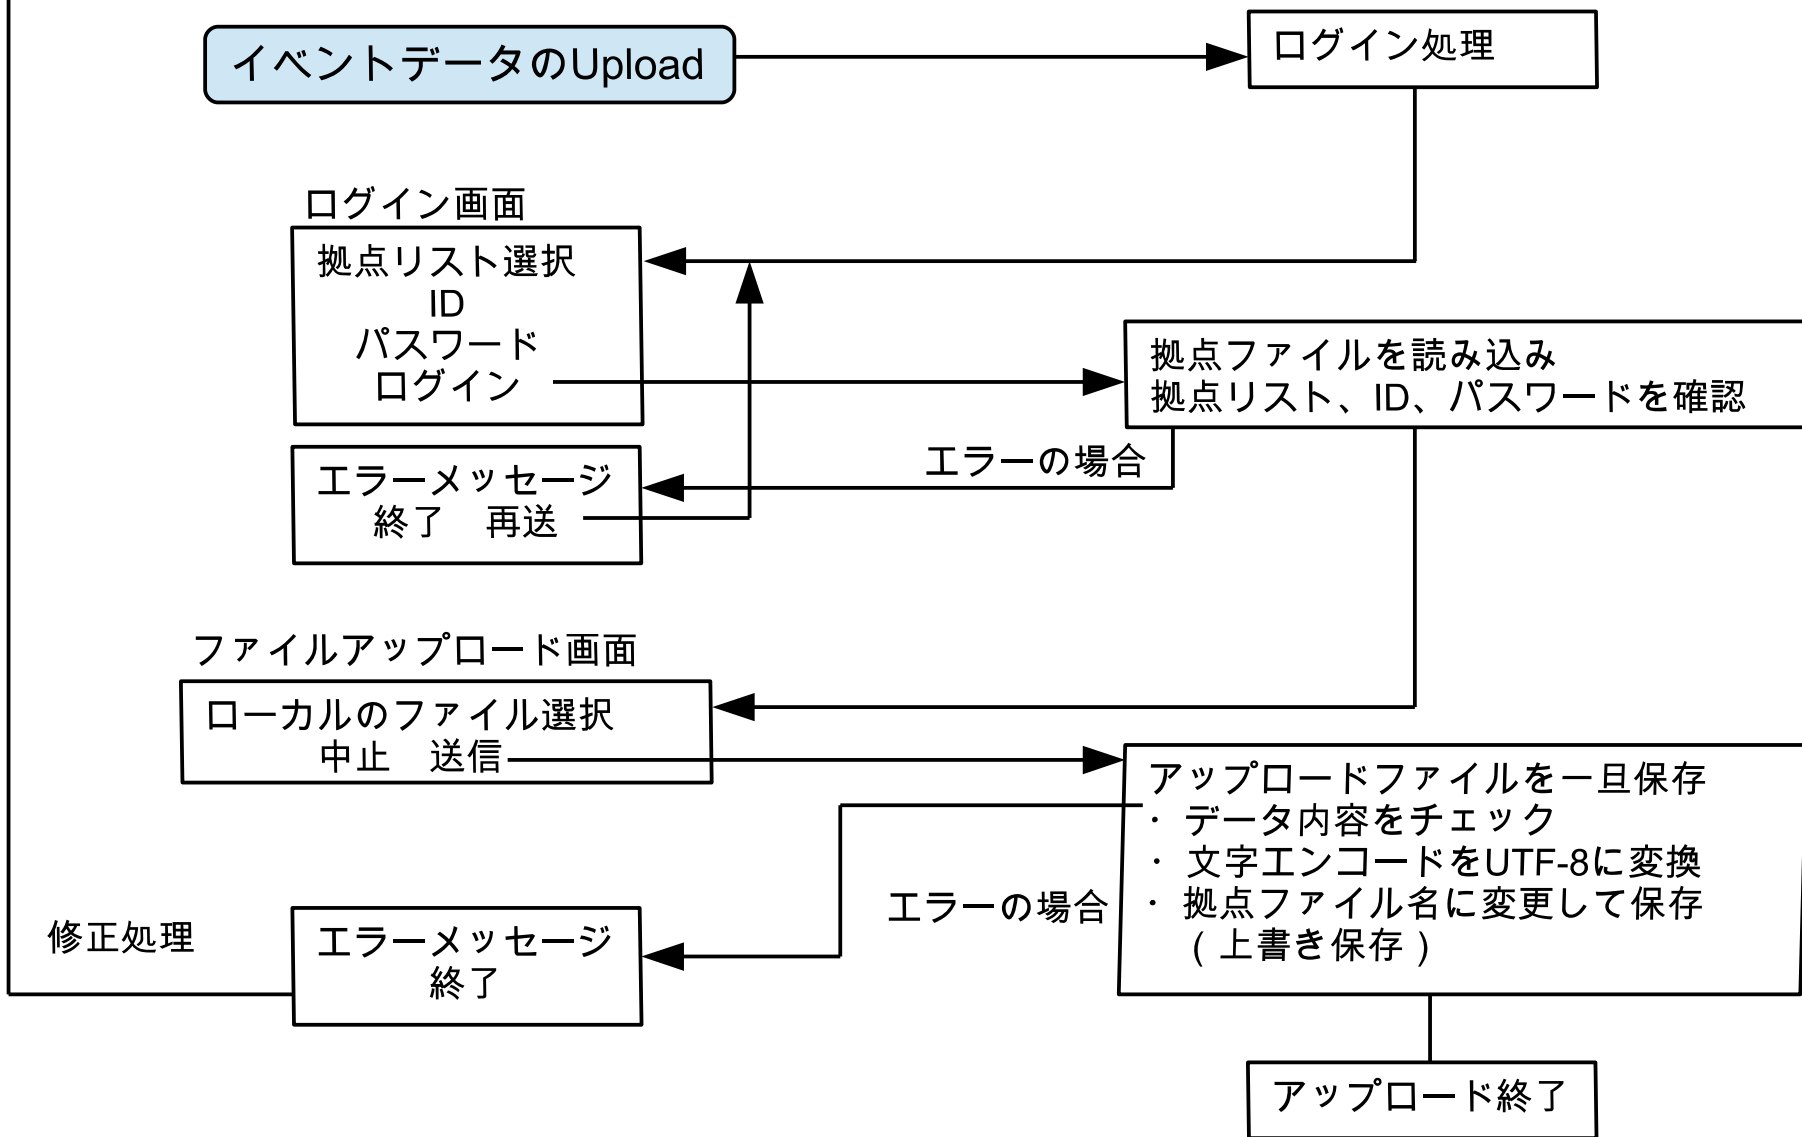 イベントデータのUpload
ログイン処理
ログイン画面
拠点リスト選択
ID
パスワード
ログイン
拠点ファイルを読み込み
拠点リスト、ID、パスワードを確認
エラーの場合
エラーメッセージ
終了　再送
ファイルアップロード画面
ローカルのファイル選択
中止　送信
アップロードファイルを一旦保存
・データ内容をチェック
・文字エンコードをUTF-8に変換
・拠点ファイル名に変更して保存
(上書き保存)
エラーの場合
修正処理
エラーメッセージ
終了
アップロード終了